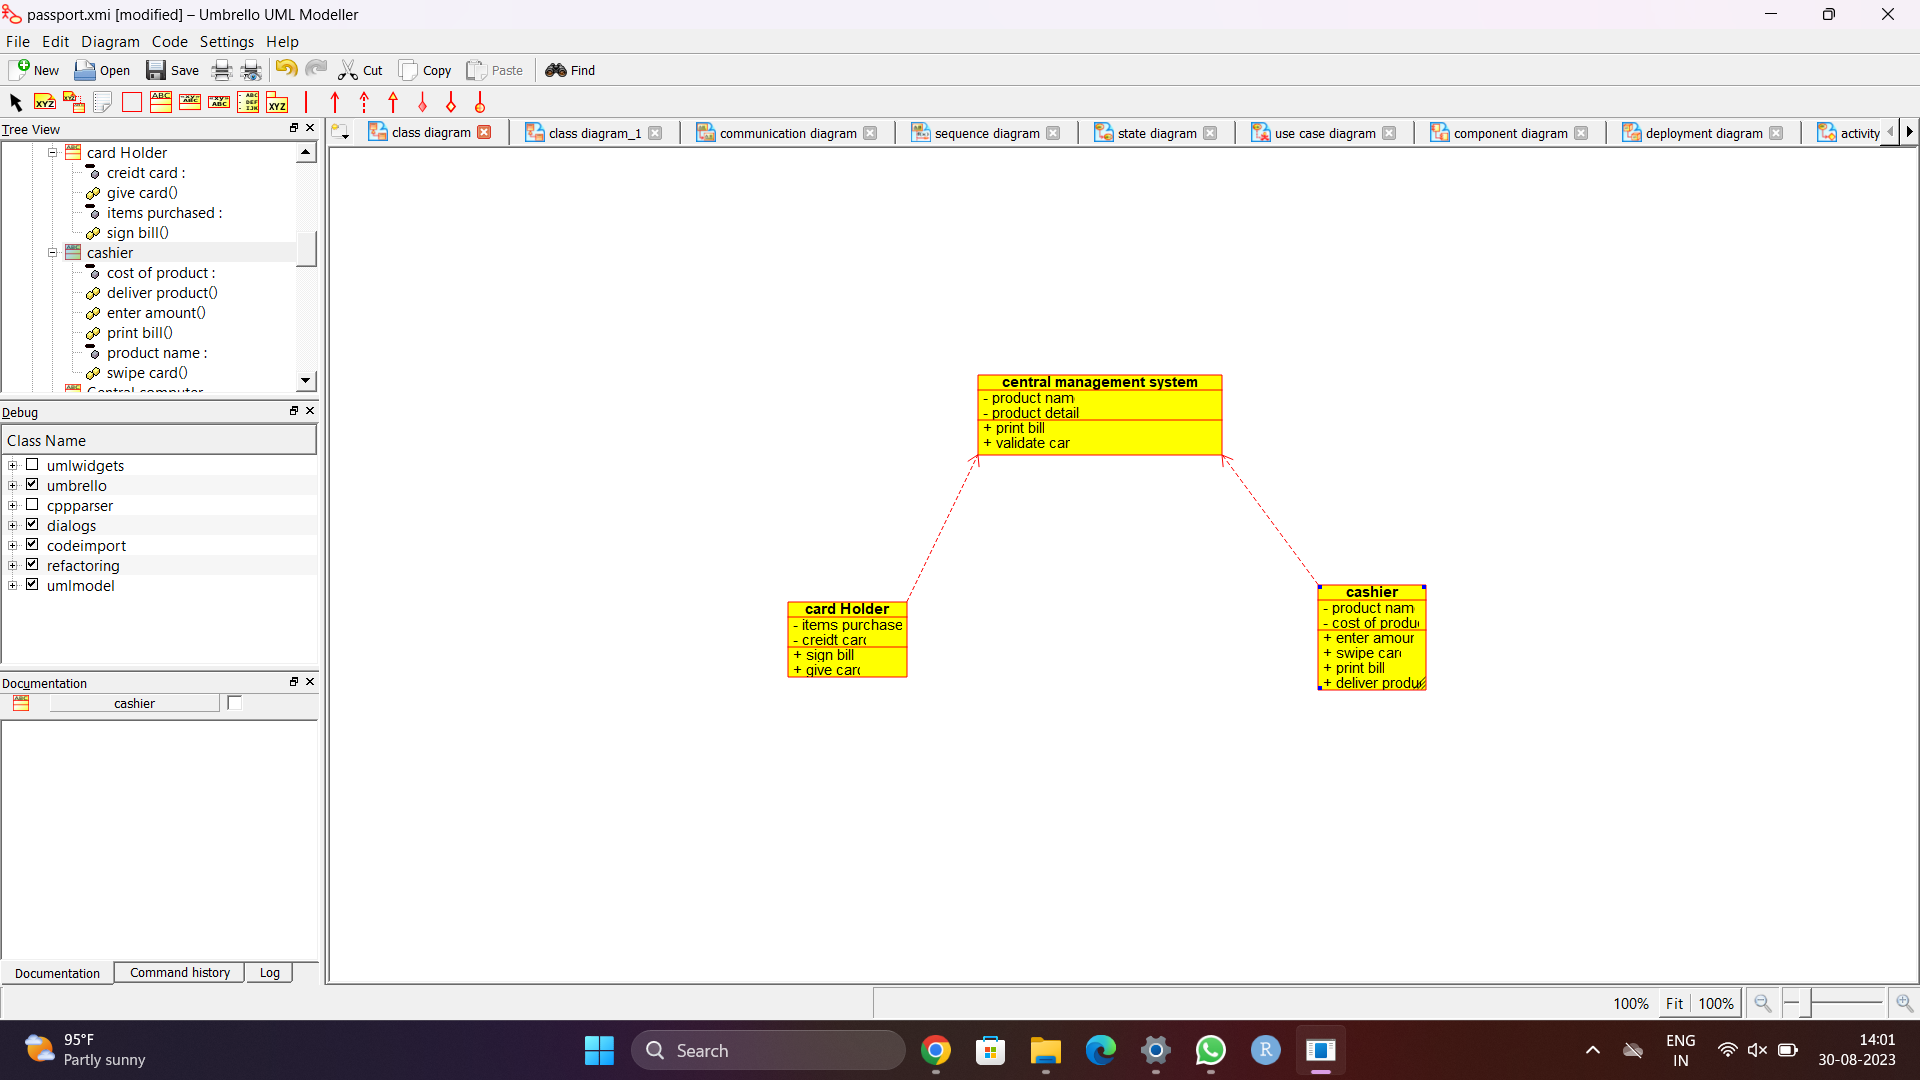 passport.xmi [modified] – Umbrello UML Modeller
File Edit Diagram Code Settings Help
New Open Save Cut Copy Paste Find
Tree View
card Holder
creidt card :
give card()
items purchased :
sign bill()
cashier
cost of product :
deliver product()
enter amount()
print bill()
product name :
swipe card()
Debug
Class Name
umlwidgets
umbrello
cppparser
dialogs
codeimport
refactoring
umlmodel
Documentation
cashier
Documentation Command history Log
class diagram class diagram_1 communication diagram sequence diagram state diagram use case diagram component diagram deployment diagram activity
central management system
- product nam
- product detail
+ print bill
+ validate car
card Holder
- items purchase
- creidt card
+ sign bill
+ give card
cashier
- product nam
- cost of produ
+ enter amour
+ swipe card
+ print bill
+ deliver produ
100% Fit 100%
95°F
Partly sunny
Search
ENG
IN
14:01
30-08-2023